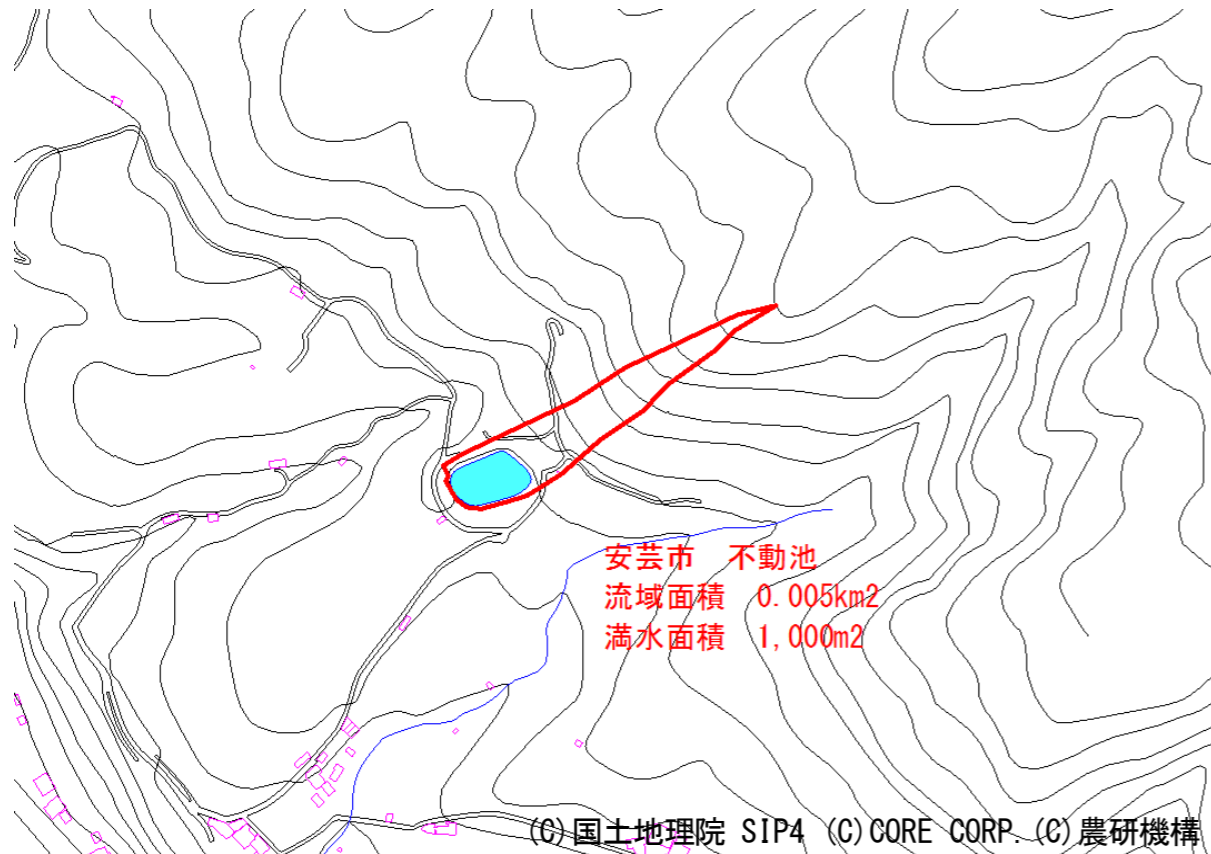 安芸市　不動池
流域面積　0.005km2
満水面積　1,000m2
(C)国土地理院 SIP4 (C)CORE CORP.(C)農研機構